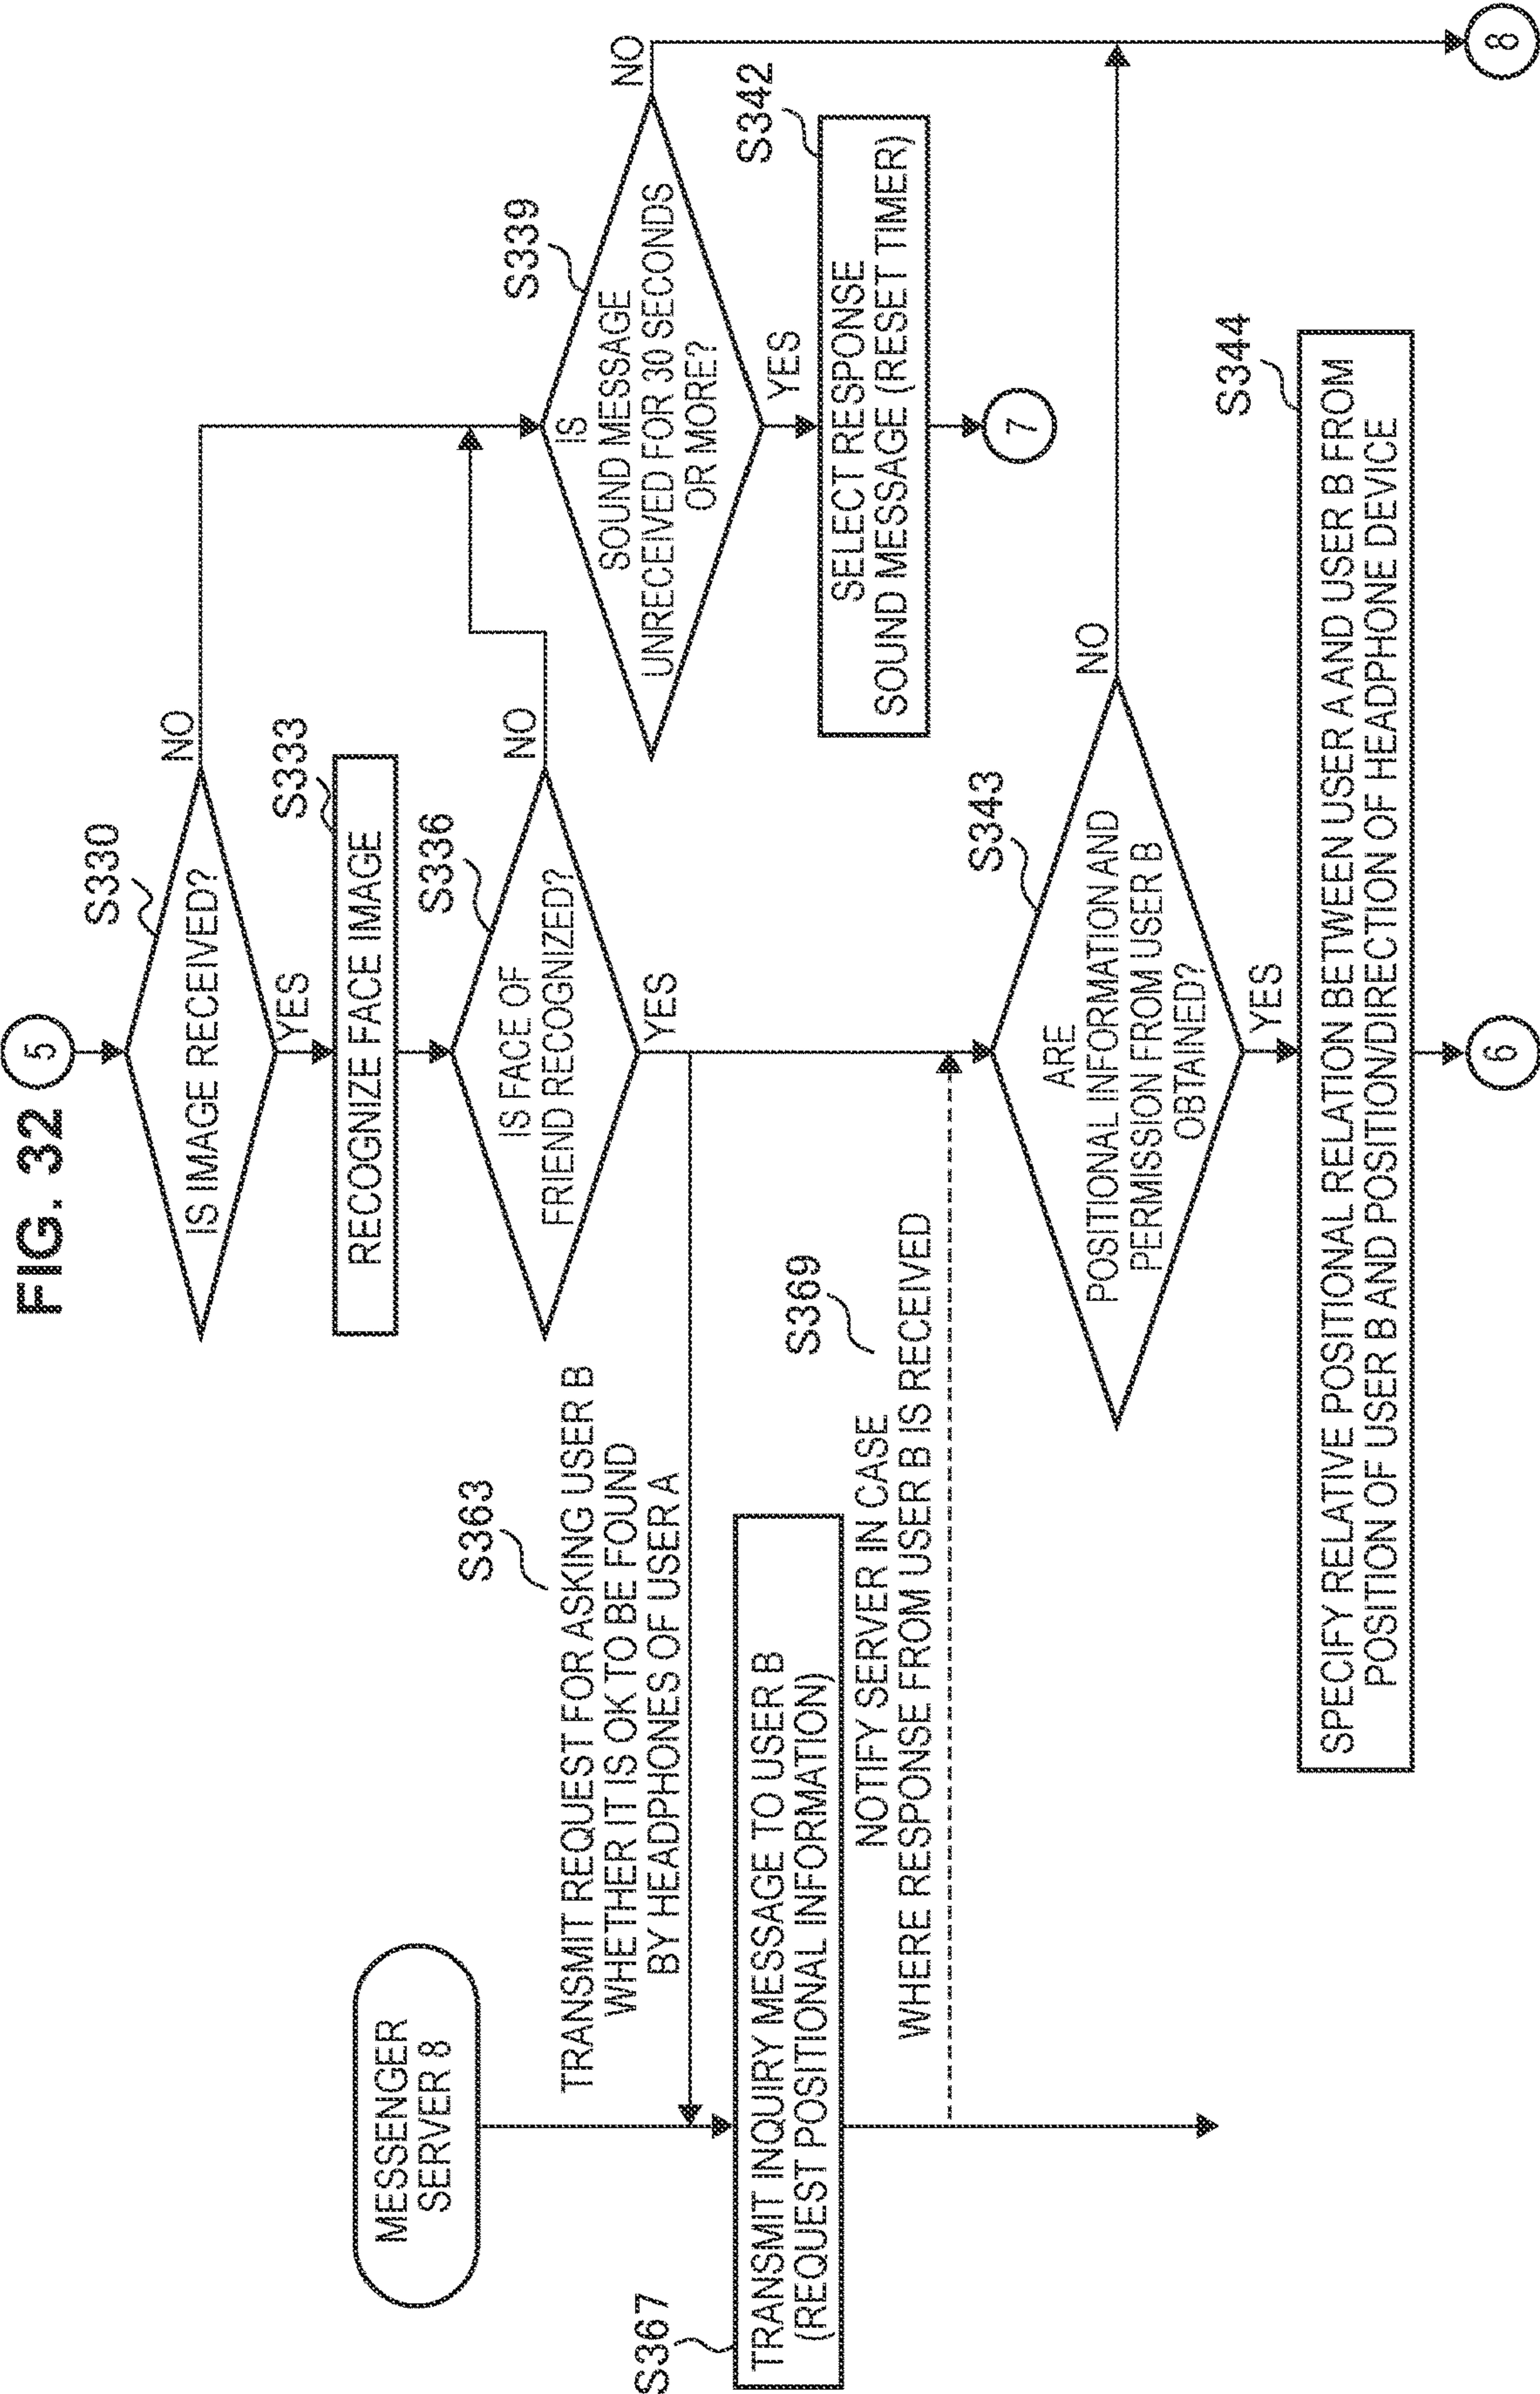 FIG. 32
5
S330
IS IMAGE RECEIVED?
NO
YES
S333
RECOGNIZE FACE IMAGE
S336
IS FACE OF
FRIEND RECOGNIZED?
NO
YES
S339
IS
SOUND MESSAGE
UNRECEIVED FOR 30 SECONDS
OR MORE?
NO
YES
S342
SELECT RESPONSE
SOUND MESSAGE (RESET TIMER)
7
MESSENGER
SERVER 8
S363
TRANSMIT REQUEST FOR ASKING USER B
WHETHER IT IS OK TO BE FOUND
BY HEADPHONES OF USER A
S367
TRANSMIT INQUIRY MESSAGE TO USER B
(REQUEST POSITIONAL INFORMATION)
S369
NOTIFY SERVER IN CASE
WHERE RESPONSE FROM USER B IS RECEIVED
S343
ARE
POSITIONAL INFORMATION AND
PERMISSION FROM USER B
OBTAINED?
NO
YES
S344
SPECIFY RELATIVE POSITIONAL RELATION BETWEEN USER A AND USER B FROM
POSITION OF USER B AND POSITION/DIRECTION OF HEADPHONE DEVICE
6
8